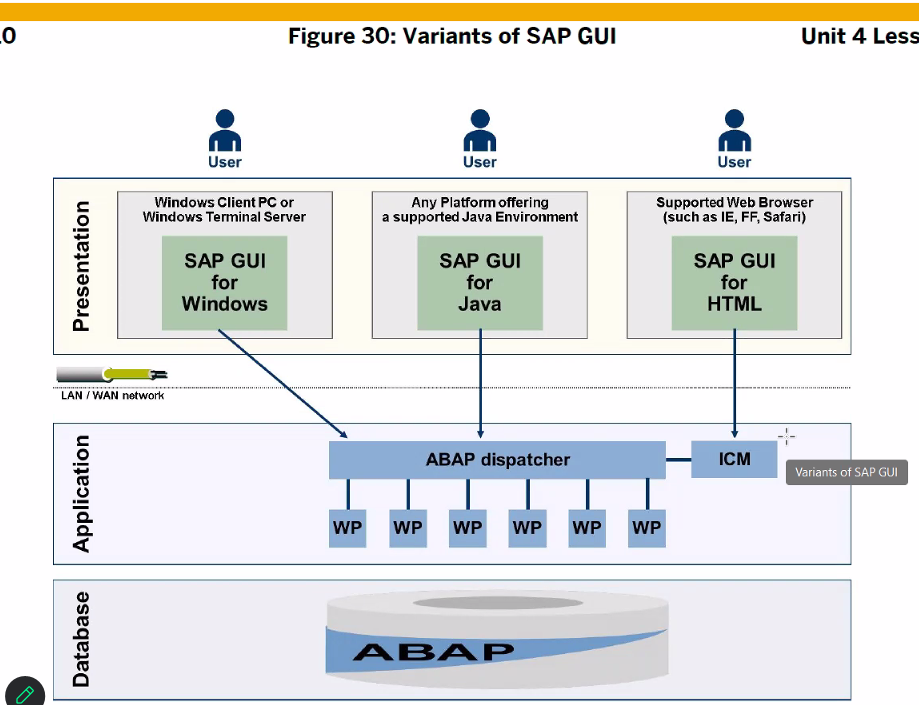 .0
Figure 30: Variants of SAP GUI
Unit 4 Less
User
User
User
Presentation
Windows Client PC or
Windows Terminal Server
SAP GUI
for
Windows
Any Platform offering
a supported Java Environment
SAP GUI
for
Java
Supported Web Browser
(such as IE, FF, Safari)
SAP GUI
for
HTML
LAN / WAN network
Application
ABAP dispatcher
ICM
Variants of SAP GUI
WP
WP
WP
WP
WP
WP
Database
ABAP